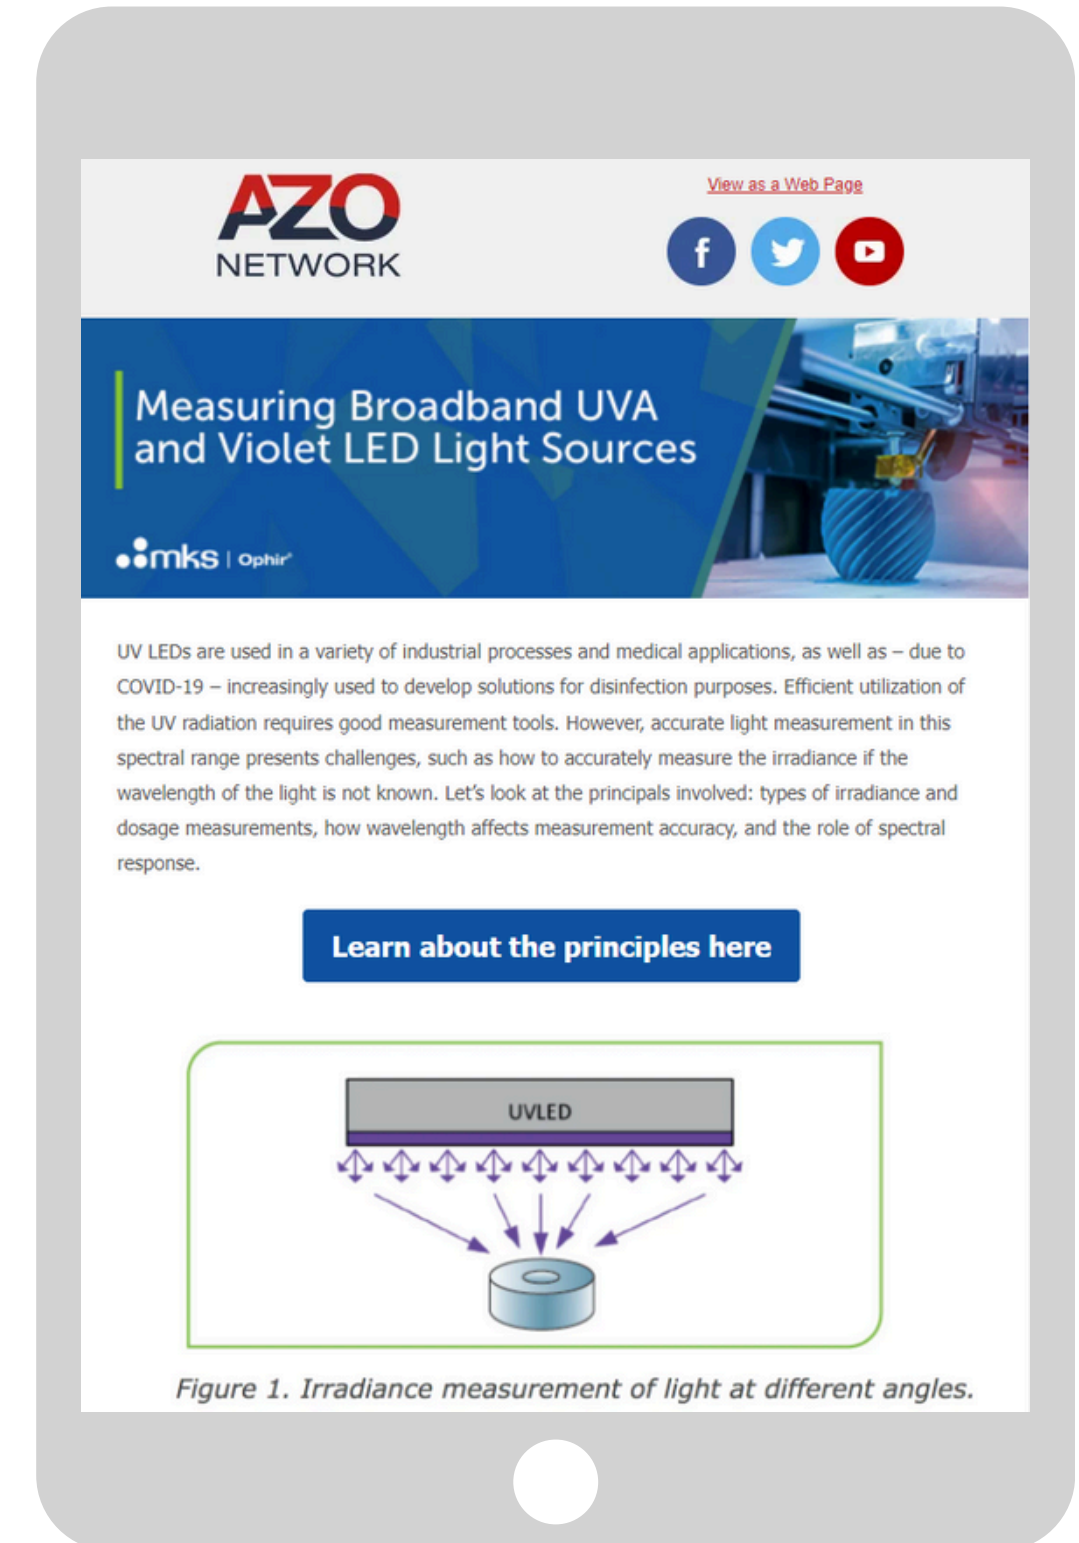 AZO
NETWORK
View as a Web Page
Measuring Broadband UVA
and Violet LED Light Sources
mks | Ophir®
UV LEDs are used in a variety of industrial processes and medical applications, as well as – due to
COVID-19 – increasingly used to develop solutions for disinfection purposes. Efficient utilization of
the UV radiation requires good measurement tools. However, accurate light measurement in this
spectral range presents challenges, such as how to accurately measure the irradiance if the
wavelength of the light is not known. Let's look at the principals involved: types of irradiance and
dosage measurements, how wavelength affects measurement accuracy, and the role of spectral
response.
Learn about the principles here
UVLED
Figure 1. Irradiance measurement of light at different angles.